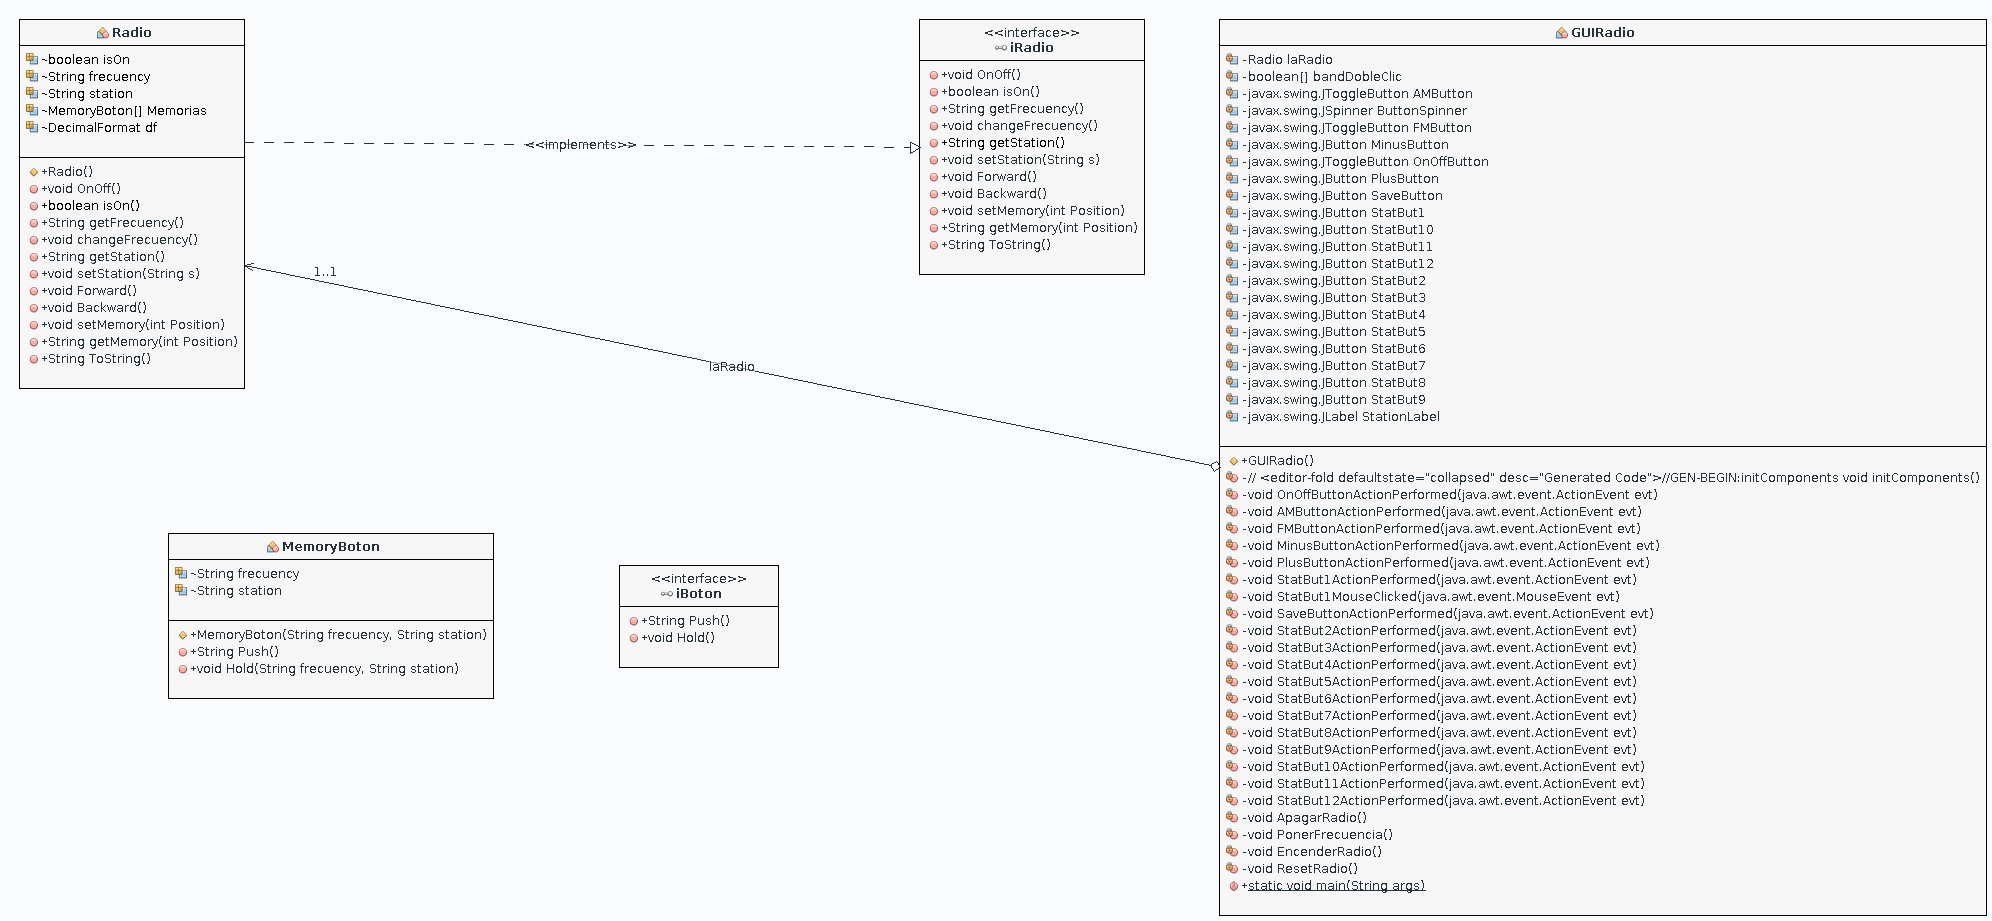 Radio
~boolean isOn
~String frecuency
~String station
~MemoryBoton[] Memorias
~DecimalFormat df
+Radio()
+void OnOff()
+boolean isOn()
+String getFrecuency()
+void changeFrecuency()
+String getStation()
+void setStation(String s)
+void Forward()
+void Backward()
+void setMemory(int Position)
+String getMemory(int Position)
+String ToString()
<<implements>>
1..1
laRadio
<<interface>>
iRadio
+void OnOff()
+boolean isOn()
+String getFrecuency()
+void changeFrecuency()
+String getStation()
+void setStation(String s)
+void Forward()
+void Backward()
+void setMemory(int Position)
+String getMemory(int Position)
+String ToString()
GUIRadio
-Radio laRadio
-boolean[] bandDobleClic
-javax.swing.JToggleButton AMButton
-javax.swing.JSpinner ButtonSpinner
-javax.swing.JToggleButton FMButton
-javax.swing.JButton MinusButton
-javax.swing.JToggleButton OnOffButton
-javax.swing.JButton PlusButton
-javax.swing.JButton SaveButton
-javax.swing.JButton StatBut1
-javax.swing.JButton StatBut10
-javax.swing.JButton StatBut11
-javax.swing.JButton StatBut12
-javax.swing.JButton StatBut2
-javax.swing.JButton StatBut3
-javax.swing.JButton StatBut4
-javax.swing.JButton StatBut5
-javax.swing.JButton StatBut6
-javax.swing.JButton StatBut7
-javax.swing.JButton StatBut8
-javax.swing.JButton StatBut9
-javax.swing.JLabel StationLabel
+GUIRadio()
-// <editor-fold defaultstate="collapsed" desc="Generated Code">//GEN-BEGIN:initComponents void initComponents()
-void OnOffButtonActionPerformed(java.awt.event.ActionEvent evt)
-void AMButtonActionPerformed(java.awt.event.ActionEvent evt)
-void FMButtonActionPerformed(java.awt.event.ActionEvent evt)
-void MinusButtonActionPerformed(java.awt.event.ActionEvent evt)
-void PlusButtonActionPerformed(java.awt.event.ActionEvent evt)
-void StatBut1ActionPerformed(java.awt.event.ActionEvent evt)
-void StatBut1MouseClicked(java.awt.event.MouseEvent evt)
-void SaveButtonActionPerformed(java.awt.event.ActionEvent evt)
-void StatBut2ActionPerformed(java.awt.event.ActionEvent evt)
-void StatBut3ActionPerformed(java.awt.event.ActionEvent evt)
-void StatBut4ActionPerformed(java.awt.event.ActionEvent evt)
-void StatBut5ActionPerformed(java.awt.event.ActionEvent evt)
-void StatBut6ActionPerformed(java.awt.event.ActionEvent evt)
-void StatBut7ActionPerformed(java.awt.event.ActionEvent evt)
-void StatBut8ActionPerformed(java.awt.event.ActionEvent evt)
-void StatBut9ActionPerformed(java.awt.event.ActionEvent evt)
-void StatBut10ActionPerformed(java.awt.event.ActionEvent evt)
-void StatBut11ActionPerformed(java.awt.event.ActionEvent evt)
-void StatBut12ActionPerformed(java.awt.event.ActionEvent evt)
-void ApagarRadio()
-void PonerFrecuencia()
-void EncenderRadio()
-void ResetRadio()
+static void main(String args)
MemoryBoton
~String frecuency
~String station
+MemoryBoton(String frecuency, String station)
+String Push()
+void Hold(String frecuency, String station)
<<interface>>
iBoton
+String Push()
+void Hold()